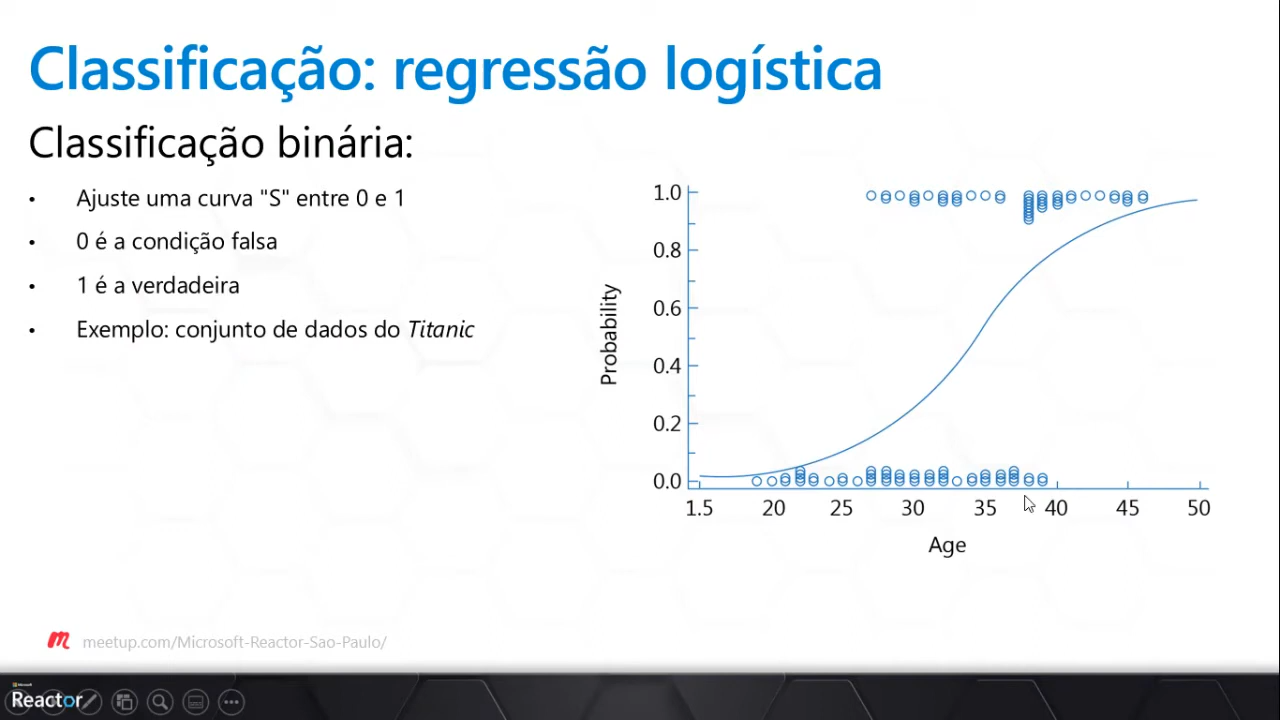 Classificação: regressão logística
Classificação binária:
• Ajuste uma curva "S" entre 0 e 1
• 0 é a condição falsa
• 1 é a verdadeira
• Exemplo: conjunto de dados do Titanic
1.0
0.8
0.6
0.4
0.2
0.0
Probability
1.5 20 25 30 35 40 45 50
Age
meetup.com/Microsoft-Reactor-Sao-Paulo/
Microsoft
Reactor